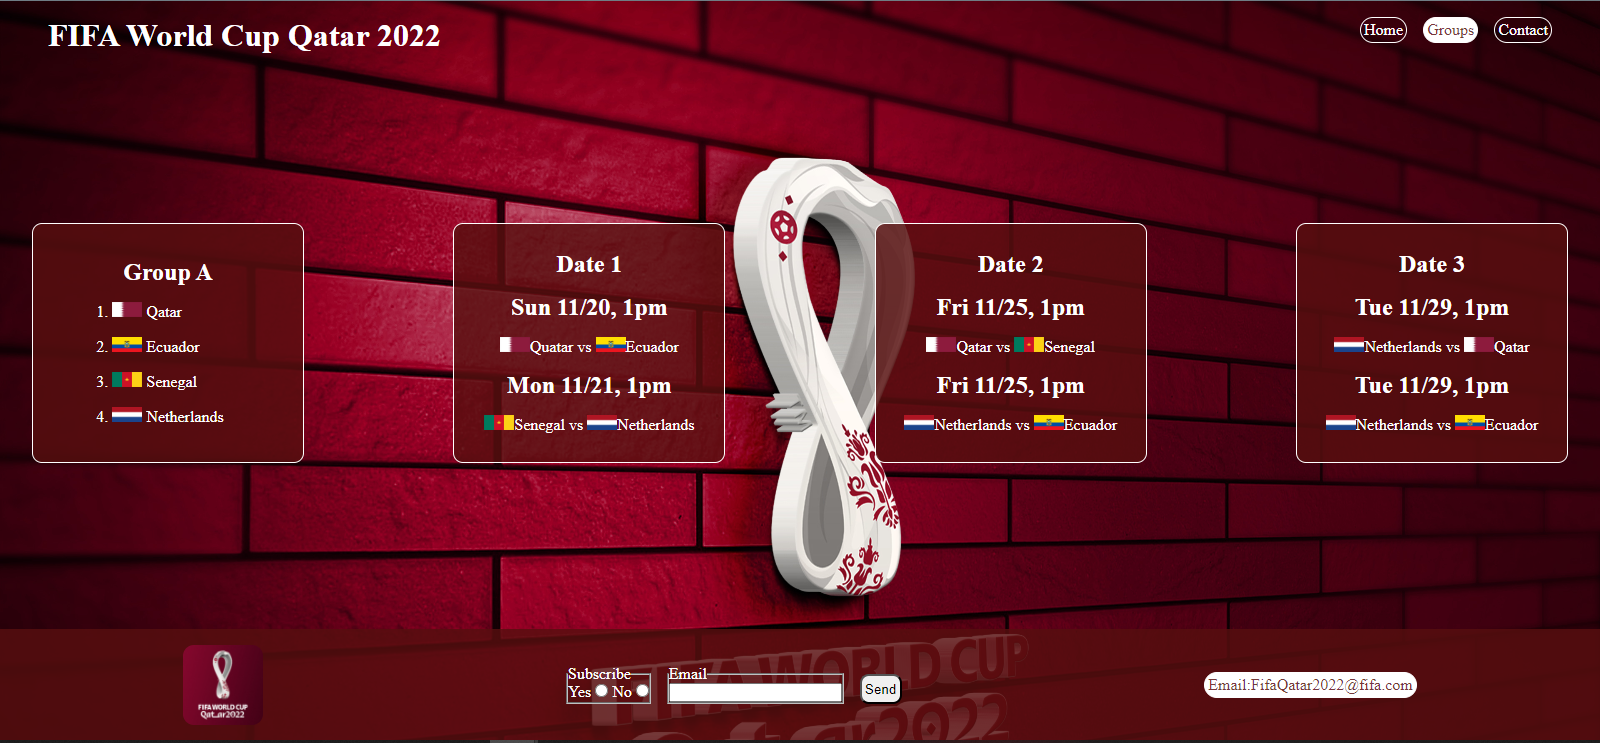 FIFA World Cup Qatar 2022
Home
Groups
Contact
Group A
1. Qatar
2. Ecuador
3. Senegal
4. Netherlands
Date 1
Sun 11/20, 1pm
Quatar vs Ecuador
Mon 11/21, 1pm
Senegal vs Netherlands
Date 2
Fri 11/25, 1pm
Qatar vs Senegal
Fri 11/25, 1pm
Netherlands vs Ecuador
Date 3
Tue 11/29, 1pm
Netherlands vs Qatar
Tue 11/29, 1pm
Netherlands vs Ecuador
FIFA WORLD CUP
Qatar2022
FIFA WORLD CUP
Qatar2022
Subscribe
Yes No
Email
Send
Email:FifaQatar2022@fifa.com